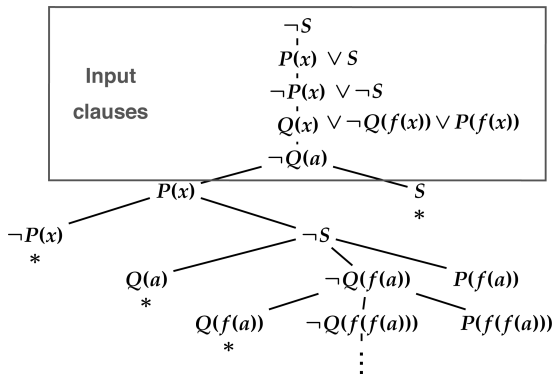 Input
clauses
¬S
P(x) ∨ S
¬P(x) ∨ ¬S
Q(x) ∨ ¬Q(f(x)) ∨ P(f(x))
¬Q(a)
P(x) S
*
¬P(x) ¬S
*
Q(a) ¬Q(f(a)) P(f(a))
*
Q(f(a)) ¬Q(f(f(a))) P(f(f(a)))
*